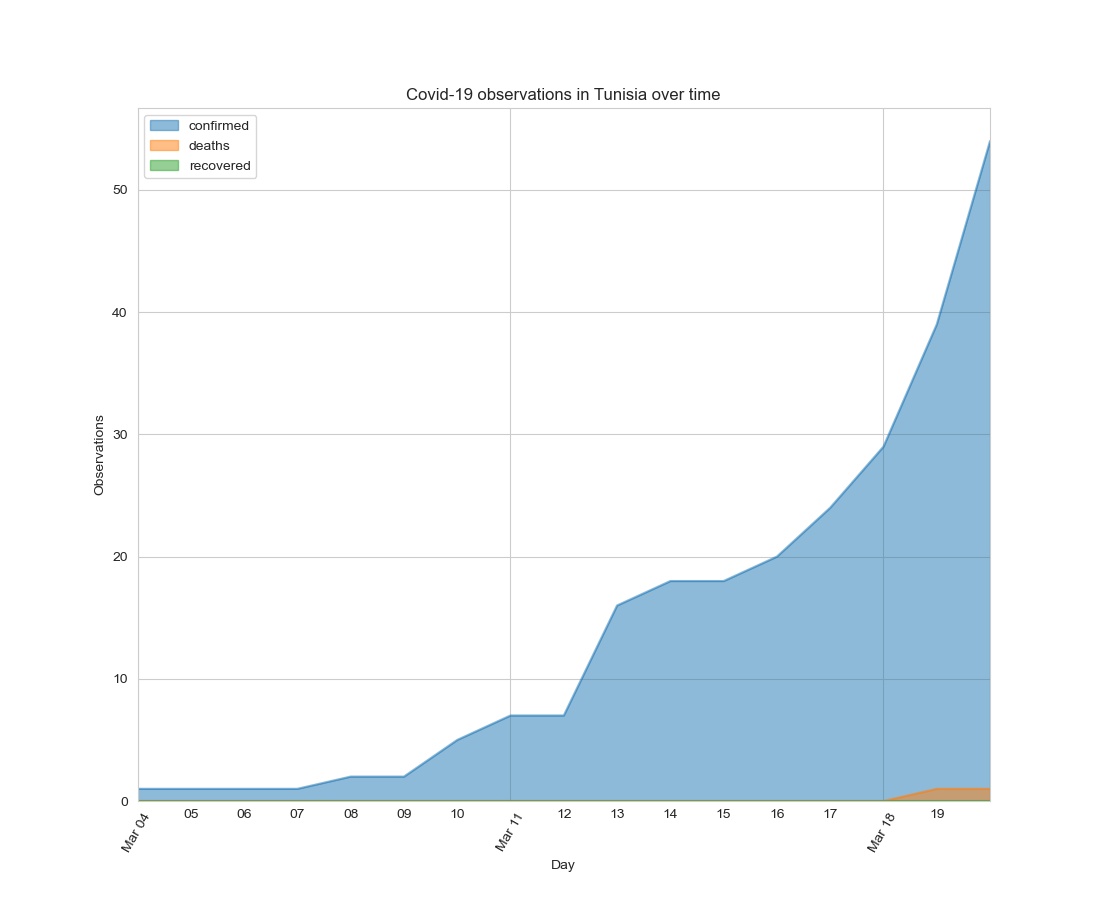 Covid-19 observations in Tunisia over time
confirmed
deaths
recovered
50
40
30
20
10
0
Observations
Mar 04
05
06
07
08
09
10
Mar 11
12
13
14
15
16
17
Mar 18
19
Day